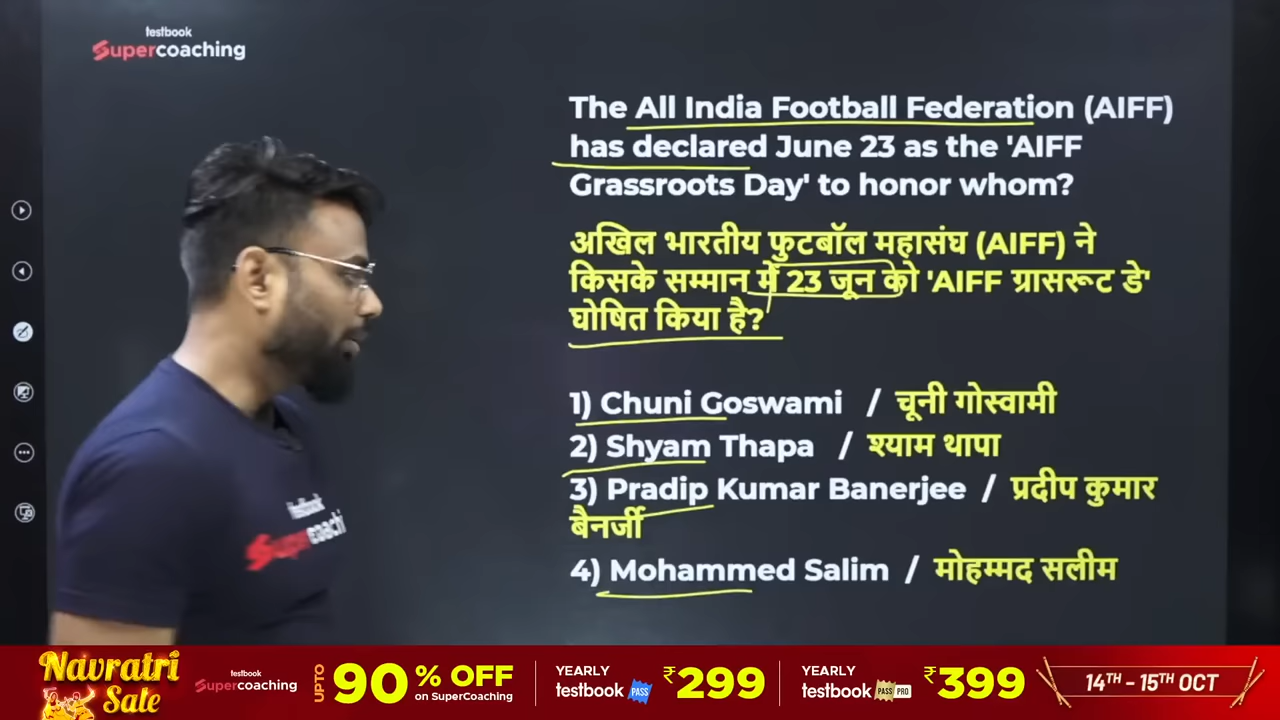 testbook
Supercoaching
The All India Football Federation (AIFF)
has declared June 23 as the 'AIFF
Grassroots Day' to honor whom?
अखिल भारतीय फुटबॉल महासंघ (AIFF) ने
किसके सम्मान में 23 जून को 'AIFF ग्रासरूट डे'
घोषित किया है?
1) Chuni Goswami / चूनी गोस्वामी
2) Shyam Thapa / श्याम थापा
3) Pradip Kumar Banerjee / प्रदीप कुमार
बैनर्जी
4) Mohammed Salim / मोहम्मद सलीम
testbook
Supercoach
Navratri
Sale
testbook
Supercoaching
UPTO
90% OFF
on SuperCoaching
YEARLY
testbook PASS
₹299
YEARLY
testbook PASS PRO
₹399
14TH - 15TH OCT